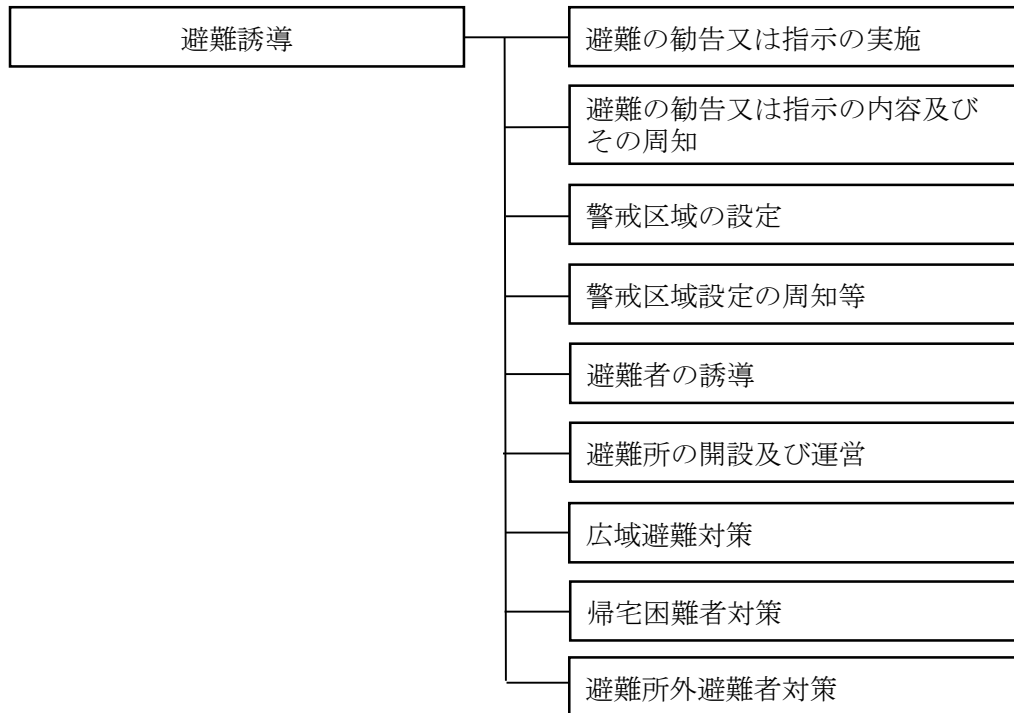 避難誘導
避難の勧告又は指示の実施
避難の勧告又は指示の内容及び
その周知
警戒区域の設定
警戒区域設定の周知等
避難者の誘導
避難所の開設及び運営
広域避難対策
帰宅困難者対策
避難所外避難者対策